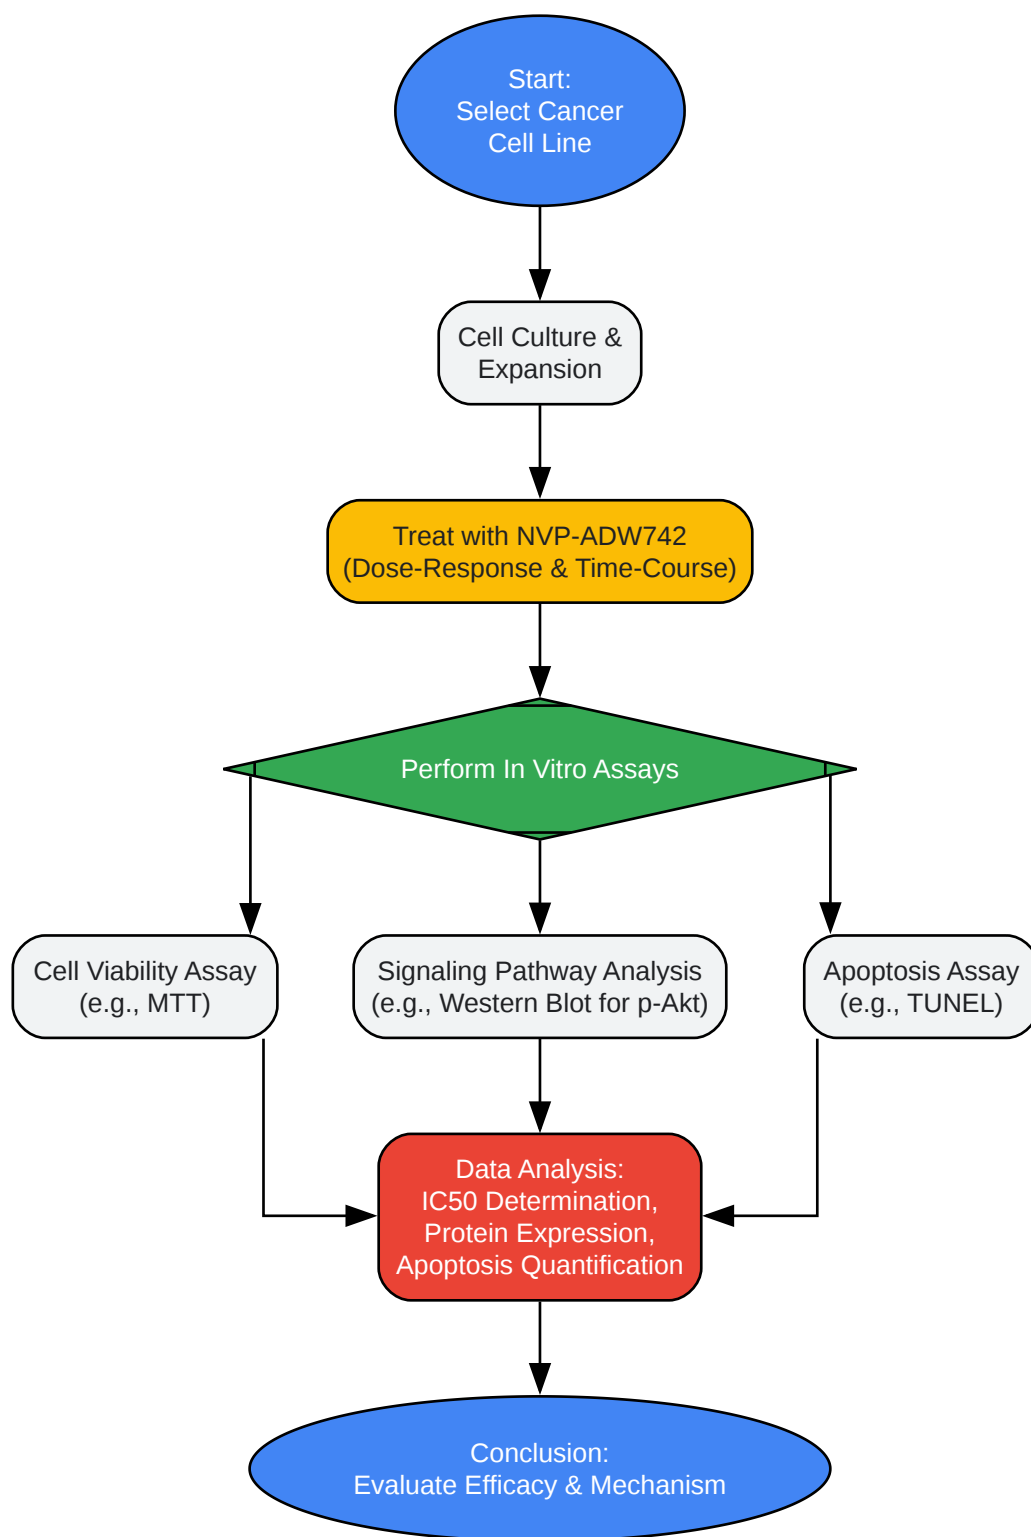 Start:
Select Cancer
Cell Line
Cell Culture &
Expansion
Treat with NVP-ADW742
(Dose-Response & Time-Course)
Perform In Vitro Assays
Cell Viability Assay
(e.g., MTT)
Signaling Pathway Analysis
(e.g., Western Blot for p-Akt)
Apoptosis Assay
(e.g., TUNEL)
Data Analysis:
IC50 Determination,
Protein Expression,
Apoptosis Quantification
Conclusion:
Evaluate Efficacy & Mechanism